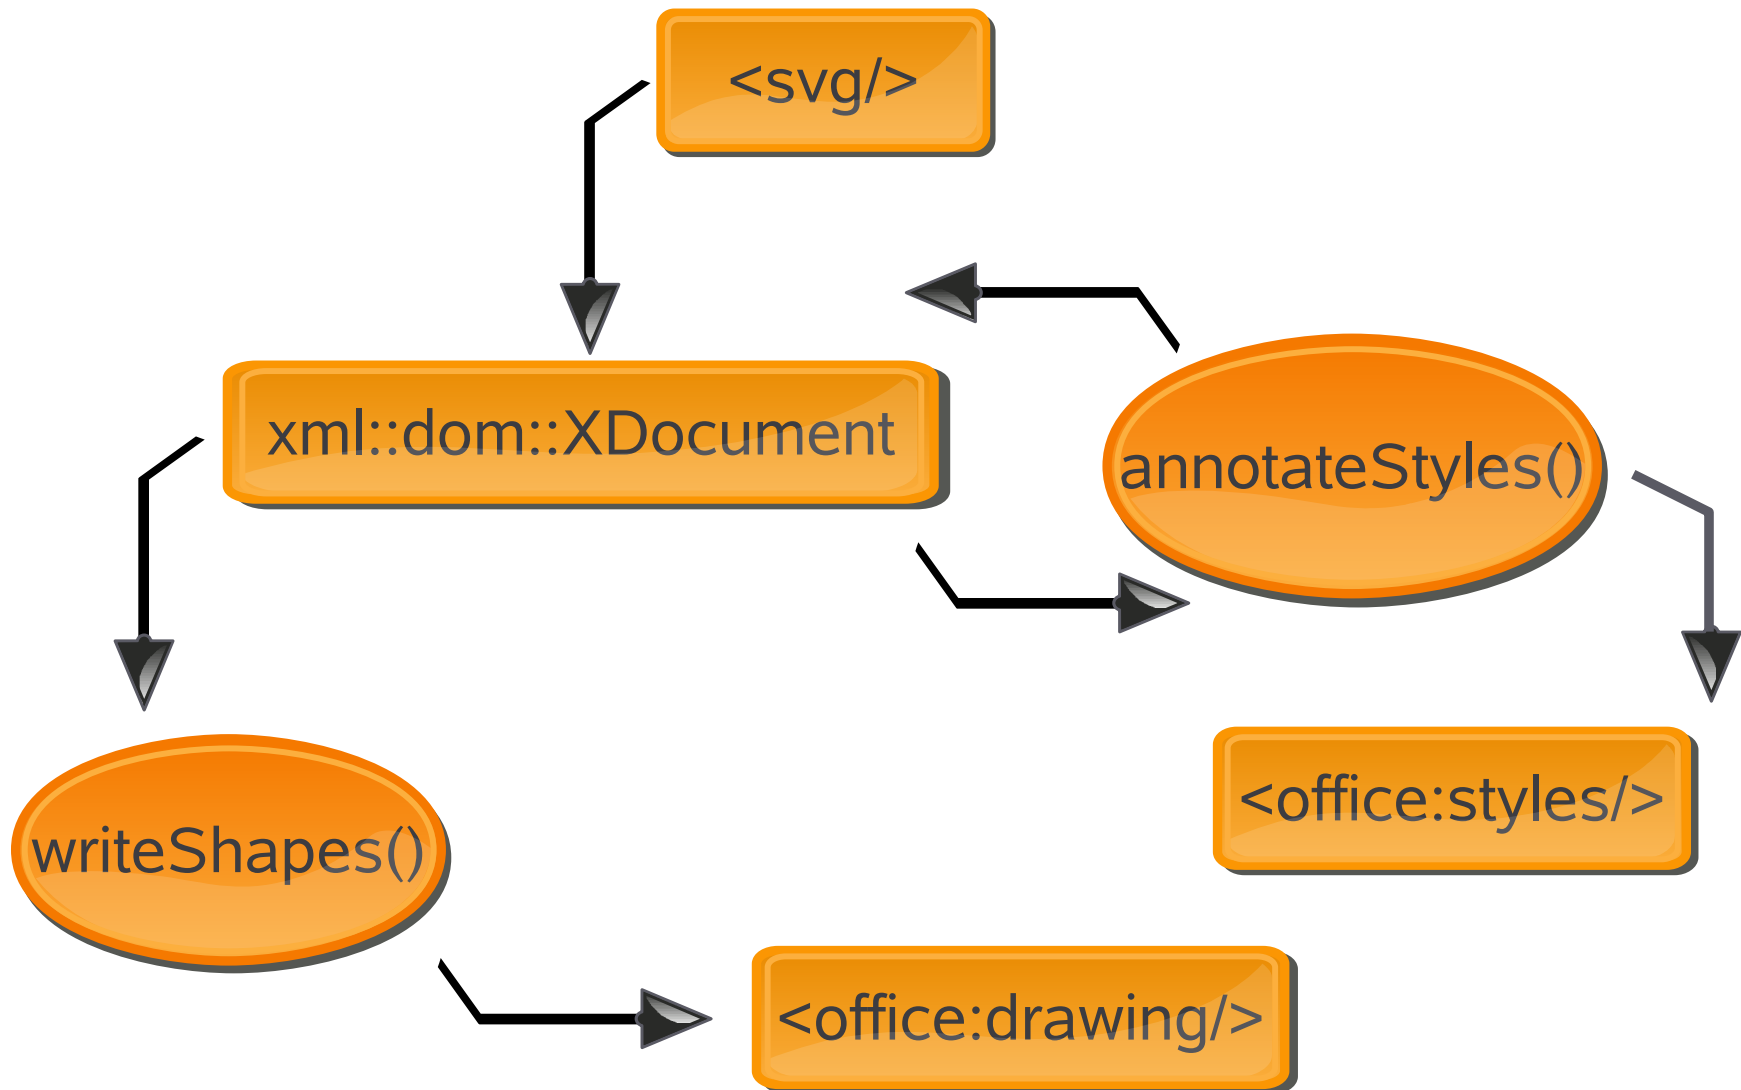 <svg/>
xml::dom::XDocument
annotateStyles()
<office:styles/>
writeShapes()
<office:drawing/>